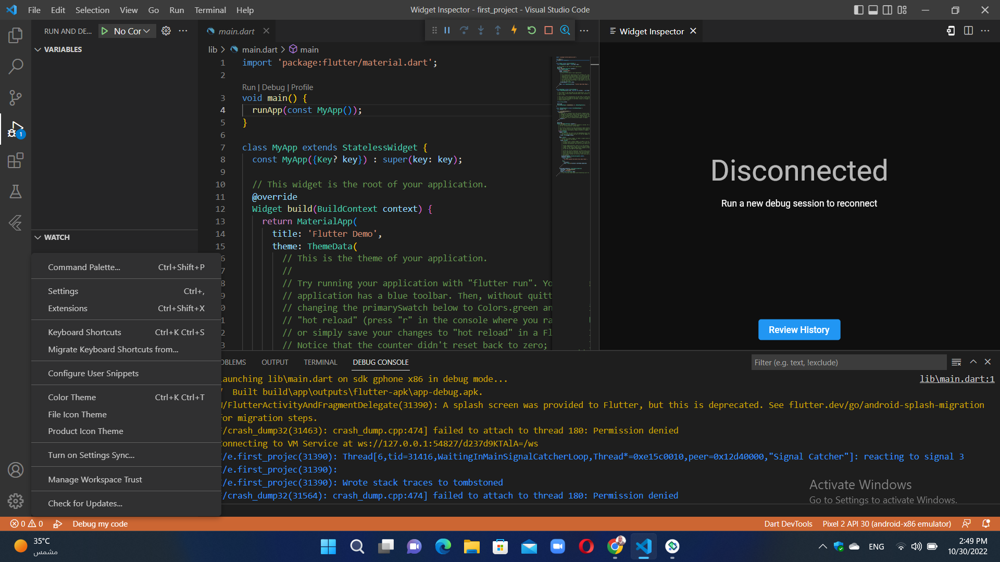 File Edit Selection View Go Run Terminal Help
Widget Inspector - first_project - Visual Studio Code
RUN AND DE...
No Cor
main.dart
Widget Inspector
VARIABLES
lib > main.dart > main
1 import 'package:flutter/material.dart';
2
Run | Debug | Profile
3 void main() {
4 runApp(const MyApp());
5 }
6
7 class MyApp extends StatelessWidget {
8 const MyApp({Key? key}) : super(key: key);
9
10 // This widget is the root of your application.
11 @override
12 Widget build(BuildContext context) {
13 return MaterialApp(
14 title: 'Flutter Demo',
15 theme: ThemeData(
6 // This is the theme of your application.
7 //
8 // Try running your application with "flutter run". Yo
9 // application has a blue toolbar. Then, without quitt
0 // changing the primarySwatch below to Colors.green an
1 // "hot reload" (press "r" in the console where you ra
2 // or simply save your changes to "hot reload" in a Fl
3 // Notice that the counter didn't reset back to zero;
Disconnected
Run a new debug session to reconnect
Review History
1
WATCH
Command Palette... Ctrl+Shift+P
Settings Ctrl+,
Extensions Ctrl+Shift+X
Keyboard Shortcuts Ctrl+K Ctrl+S
Migrate Keyboard Shortcuts from...
Configure User Snippets
Color Theme Ctrl+K Ctrl+T
File Icon Theme
Product Icon Theme
Turn on Settings Sync...
Manage Workspace Trust
Check for Updates...
OBLEMS OUTPUT TERMINAL DEBUG CONSOLE
Filter (e.g. text, !exclude)
aunching lib\main.dart on sdk gphone x86 in debug mode...
lib\main.dart:1
Built build\app\outputs\flutter-apk\app-debug.apk.
/FlutterActivityAndFragmentDelegate(31390): A splash screen was provided to Flutter, but this is deprecated. See flutter.dev/go/android-splash-migration
or migration steps.
/crash_dump32(31463): crash_dump.cpp:474] failed to attach to thread 180: Permission denied
onnecting to VM Service at ws://127.0.0.1:54827/d237d9KTAlA=/ws
/e.first_projec(31390): Thread[6,tid=31416,WaitingInMainSignalCatcherLoop,Thread*=0xe15c0010,peer=0x12d40000,"Signal Catcher"]: reacting to signal 3
/e.first_projec(31390):
/e.first_projec(31390): Wrote stack traces to tombstoned
/crash_dump32(31564): crash_dump.cpp:474] failed to attach to thread 180: Permission denied
Activate Windows
Go to Settings to activate Windows.
0 0 Debug my code
Dart DevTools Pixel 2 API 30 (android-x86 emulator)
35°C
مشمس
ENG
2:49 PM
10/30/2022